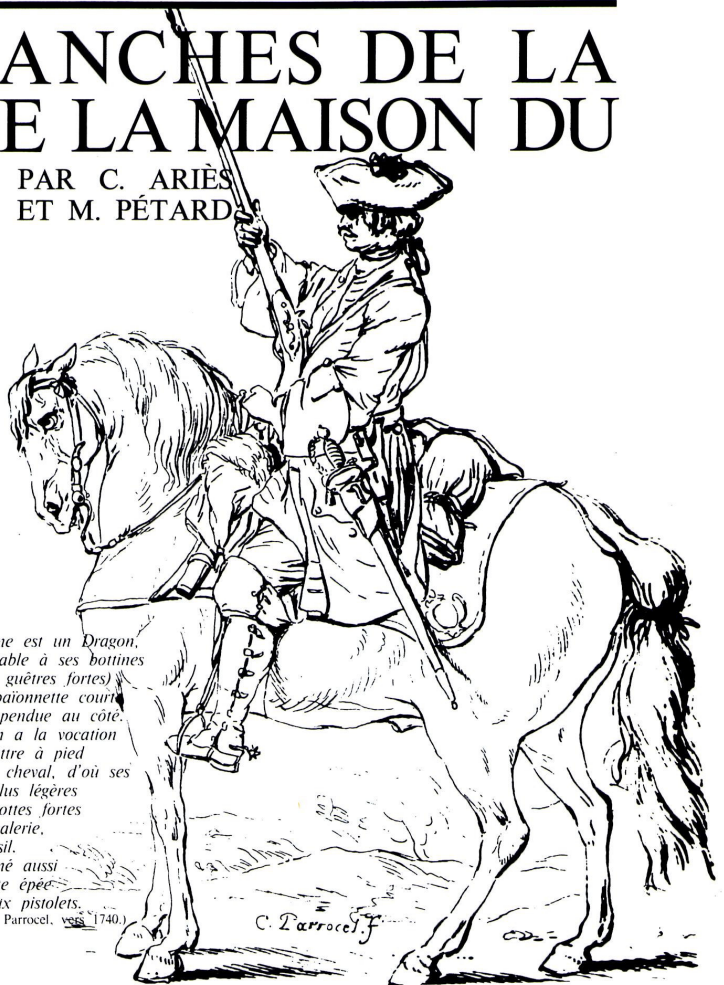 ANCHES DE LA
E LA MAISON DU
PAR C. ARIÈS
ET M. PÉTARD
ne est un Dragon,
able à ses bottines
guêtres fortes)
baïonnette courte
pendue au côté.
n a la vocation
ttre à pied
cheval, d'où ses
lus légères
ottes fortes
alerie,
sil.
né aussi
e épée
ux pistolets.
Parrocel, vers 1740.)
C. Parrocel f